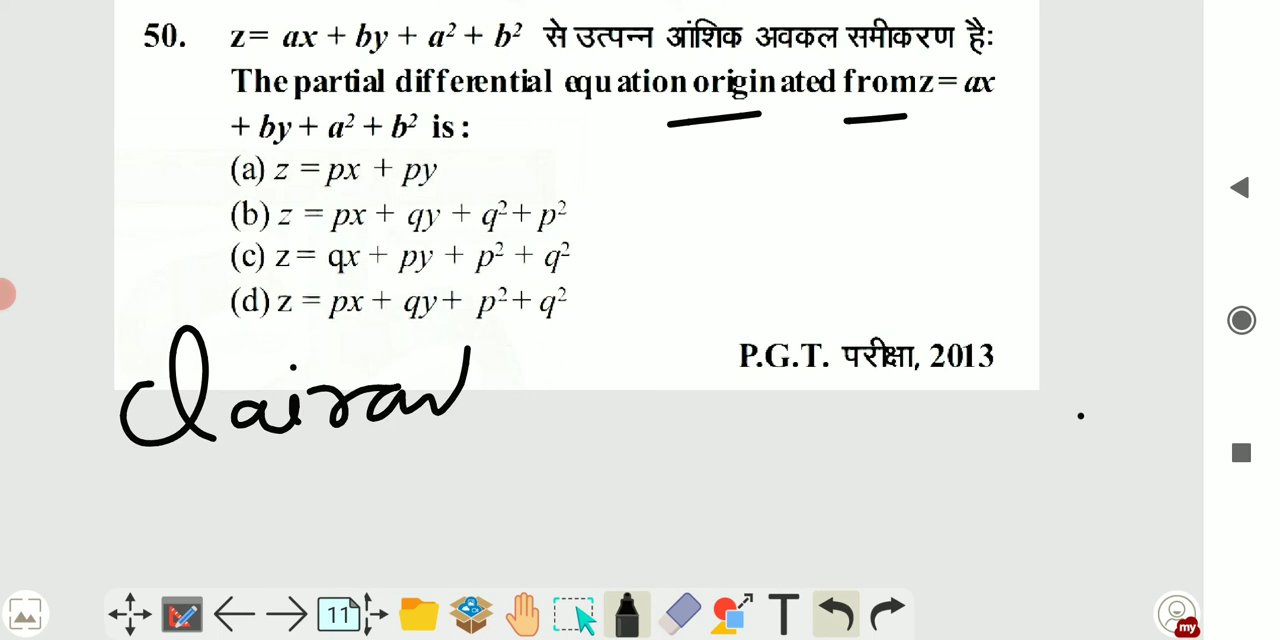 50. z= ax + by + a² + b² से उत्पन्न आंशिक अवकल समीकरण है:
The partial differential equation originated from z = ax
+ by + a² + b² is :
(a) z = px + py
(b) z = px + qy + q² + p²
(c) z = qx + py + p² + q²
(d) z = px + qy + p² + q²
P.G.T. परीक्षा, 2013
Clairau
11
T
my